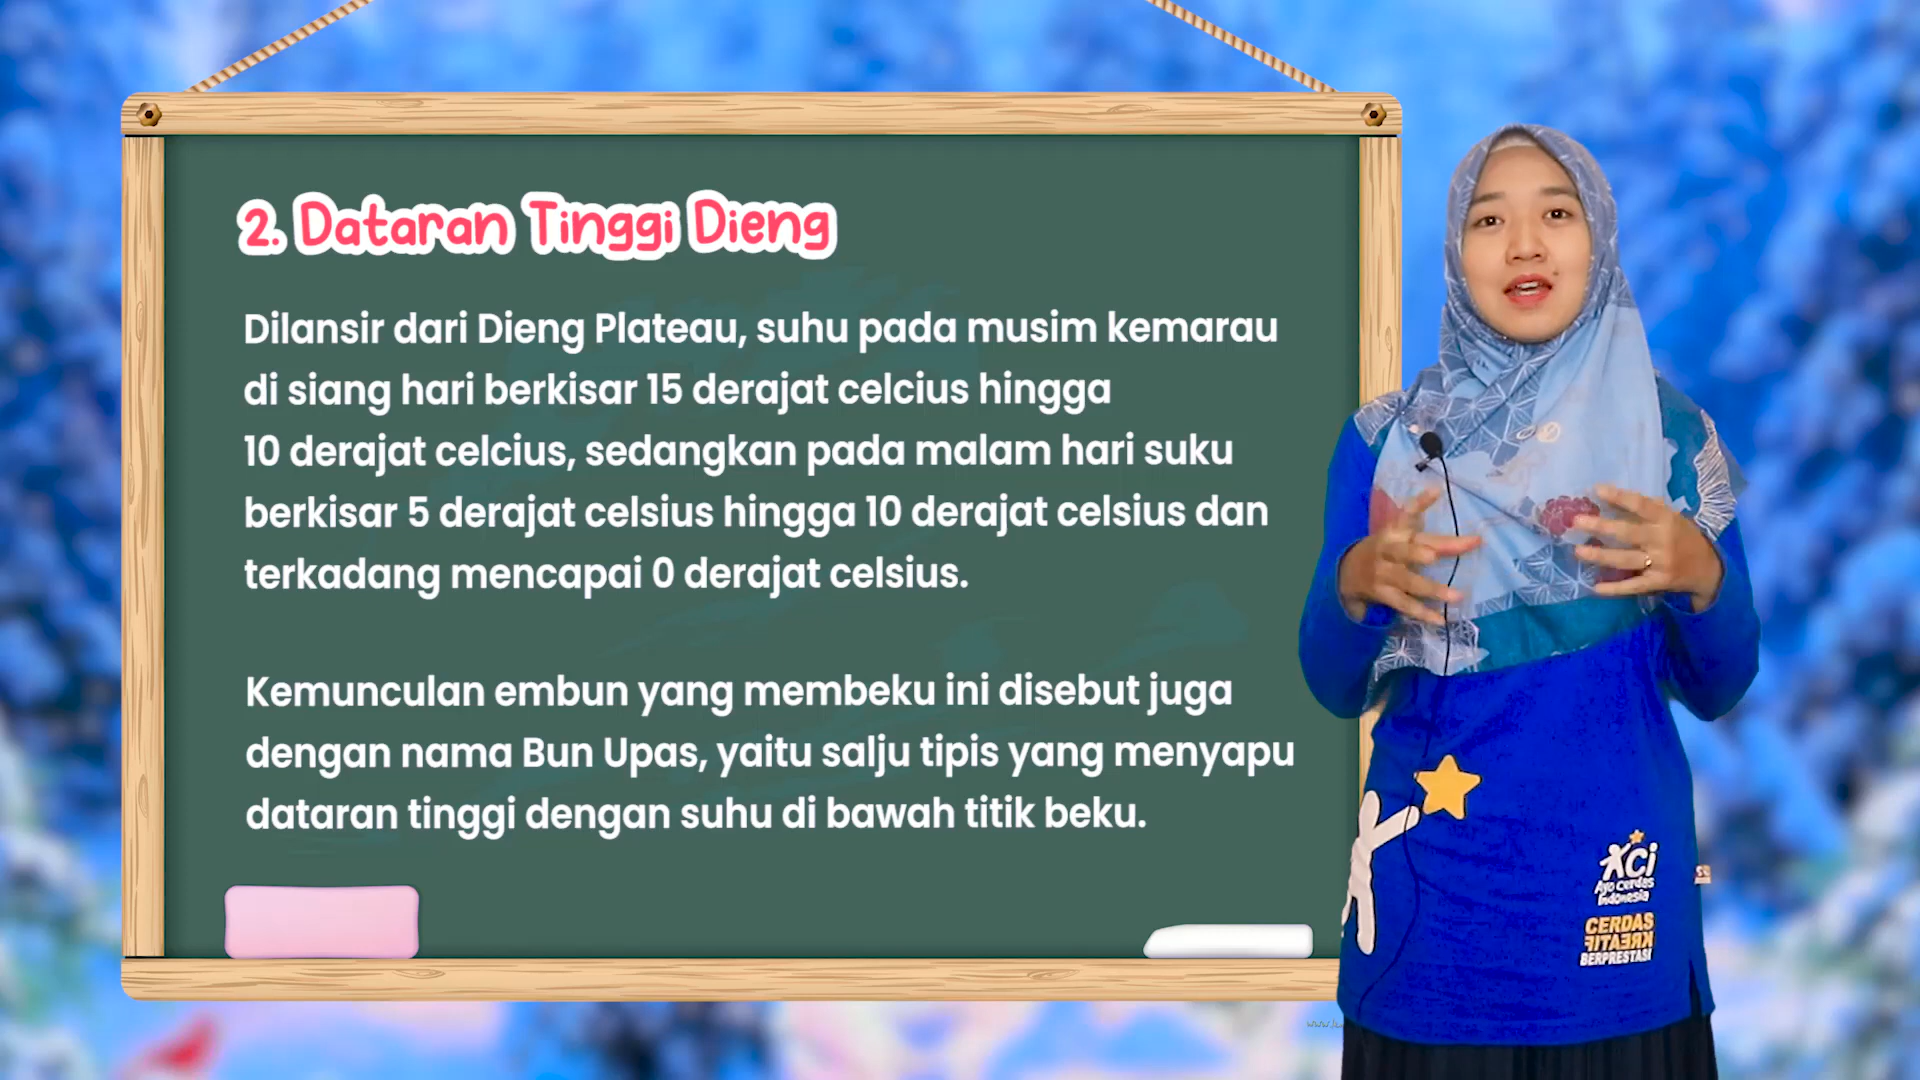 2. Dataran Tinggi Dieng
Dilansir dari Dieng Plateau, suhu pada musim kemarau
di siang hari berkisar 15 derajat celcius hingga
10 derajat celcius, sedangkan pada malam hari suku
berkisar 5 derajat celsius hingga 10 derajat celsius dan
terkadang mencapai 0 derajat celsius.
Kemunculan embun yang membeku ini disebut juga
dengan nama Bun Upas, yaitu salju tipis yang menyapu
dataran tinggi dengan suhu di bawah titik beku.
ACi
Ayo Cerdas
Indonesia
CERDAS
KREATIF
BERPRESTASI